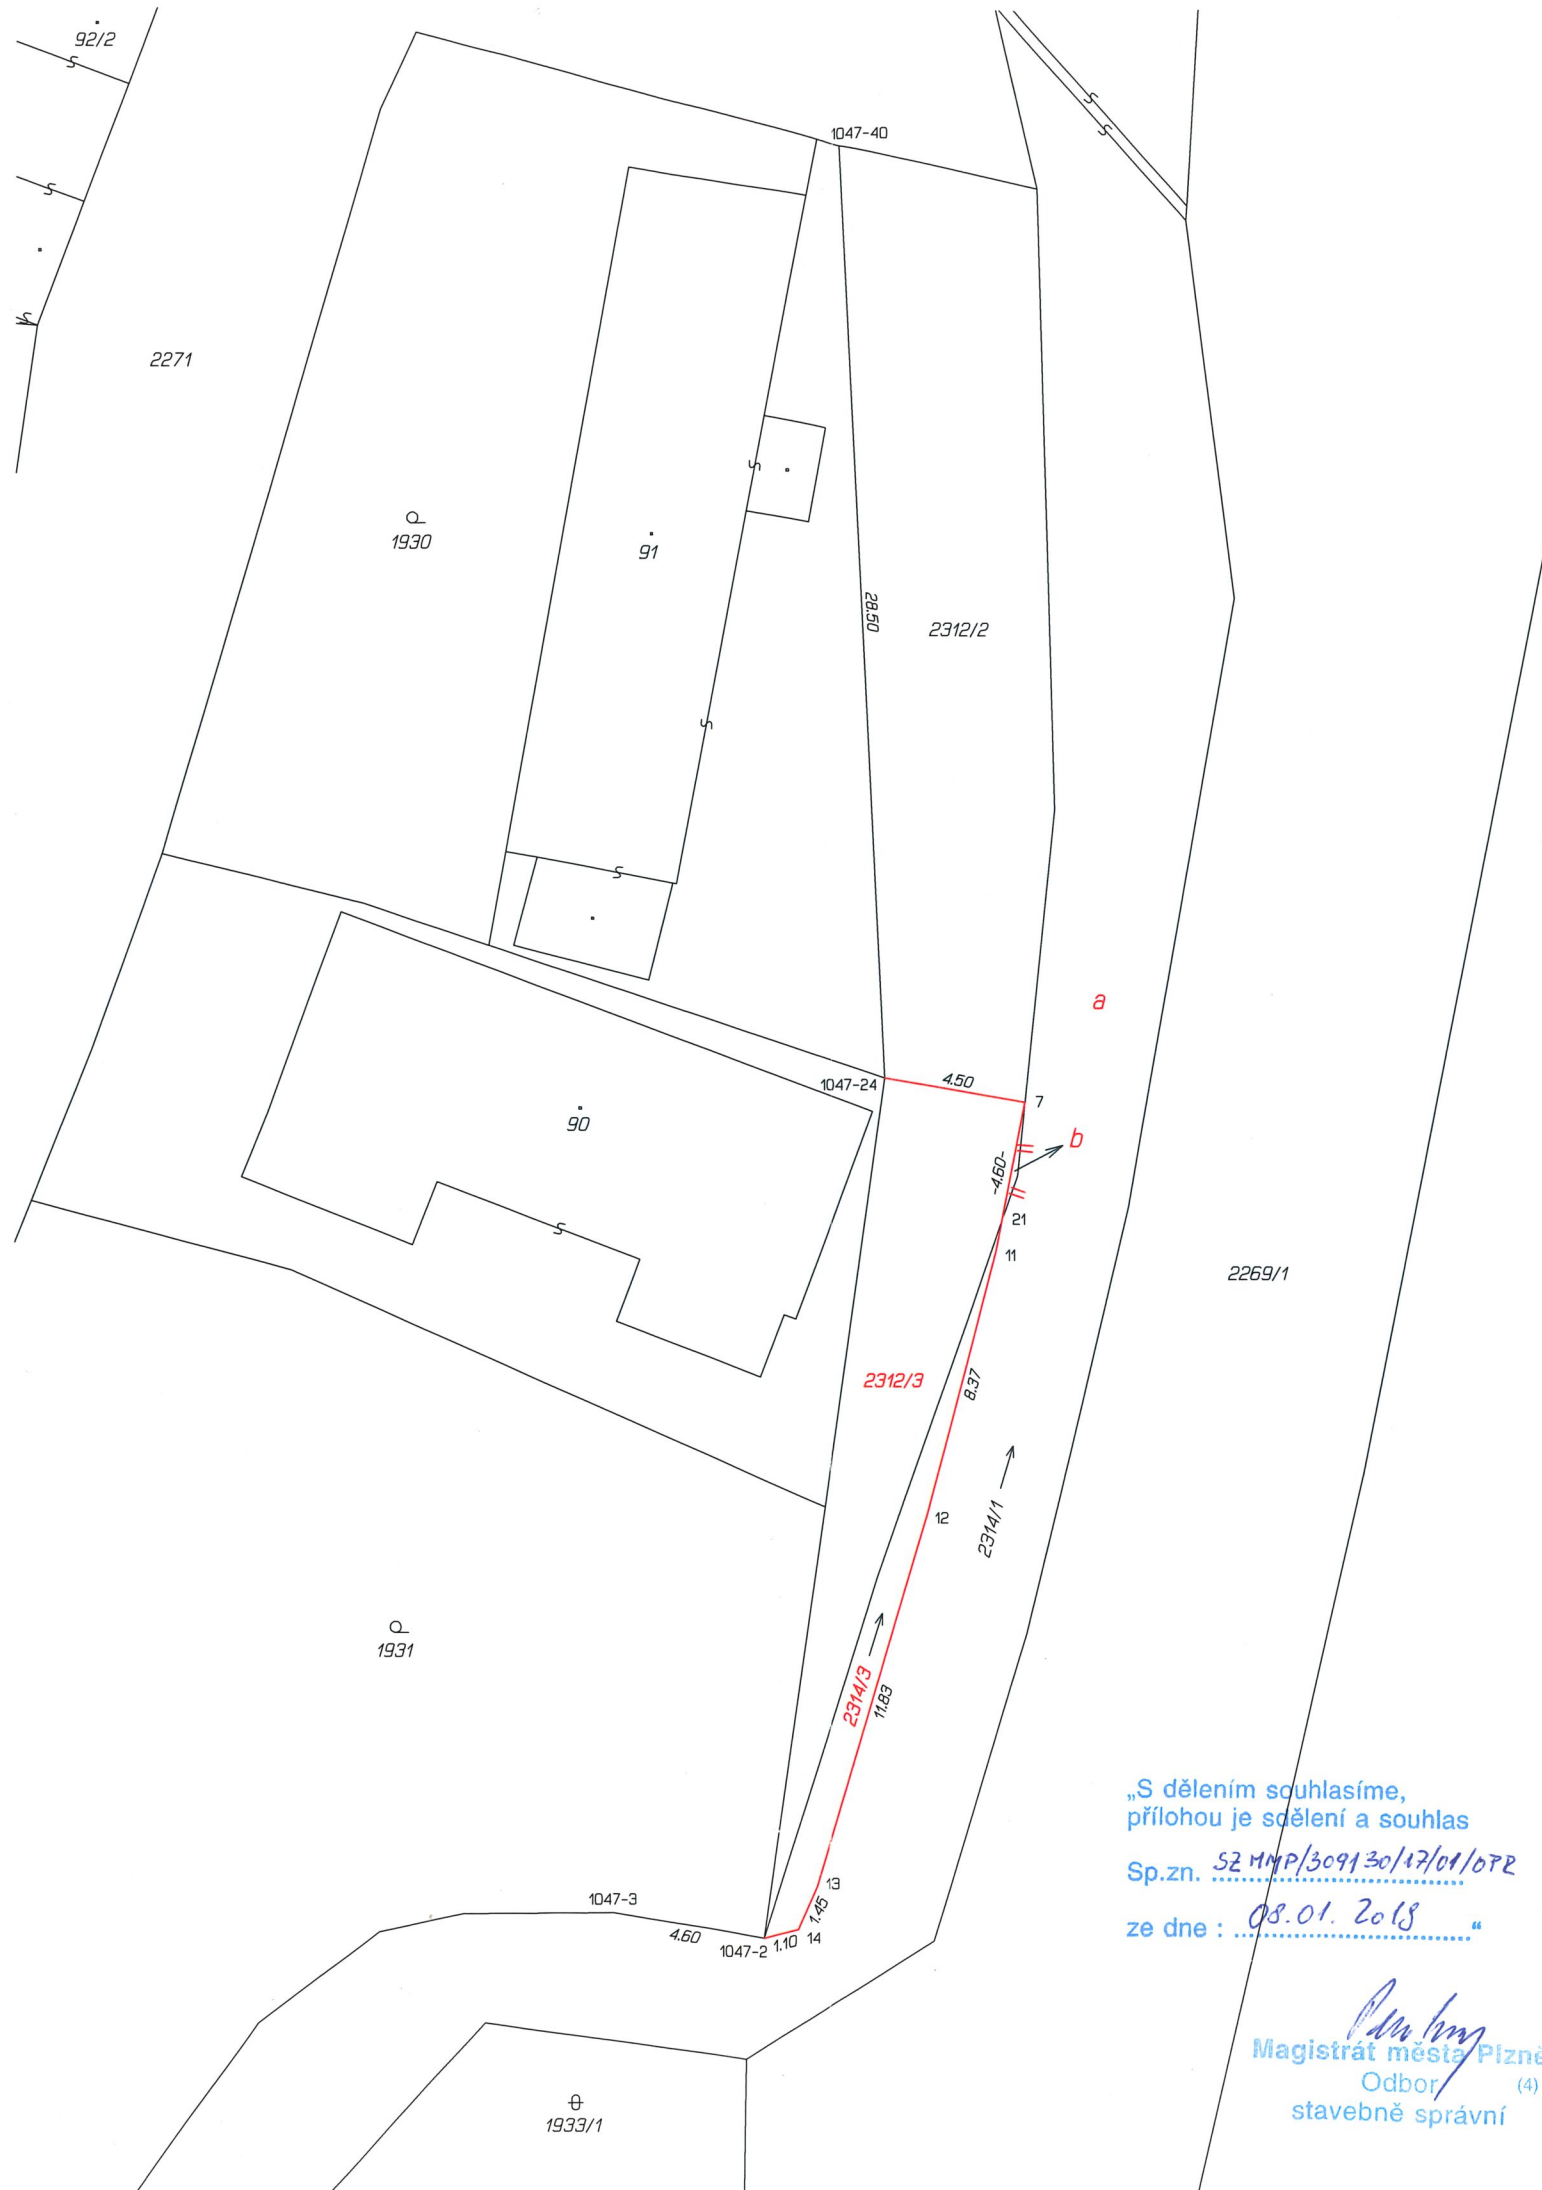 92/2
1047-40
2271
1930
91
28.50
2312/2
a
1047-24
4.50
7
90
b
-4.60-
21
11
2269/1
2312/3
8.37
12
2314/1
1931
2314/3
11.83
„S dělením souhlasíme,
přílohou je sdělení a souhlas
Sp.zn. SZ MMP/309130/17/01/OPR
13
1047-3
1.45
ze dne : 08.01. 2018 “
4.60
1047-2 1.10 14
Magistrát města Plzně
Odbor (4)
stavebně správní
1933/1